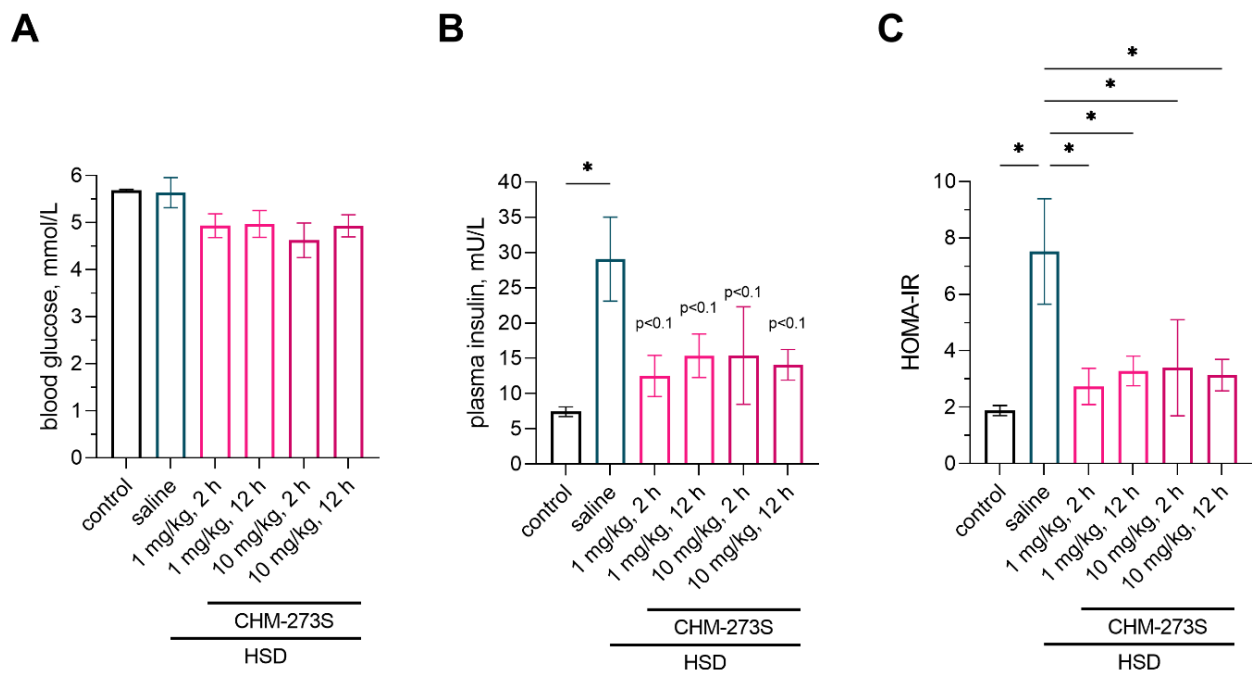 A
blood glucose, mmol/L
6
5
4
3
2
1
0
control
saline
1 mg/kg, 2 h
1 mg/kg, 12 h
10 mg/kg, 2 h
10 mg/kg, 12 h
CHM-273S
HSD
B
plasma insulin, mU/L
40
35
30
25
20
15
10
5
0
*
p<0.1
p<0.1
p<0.1
p<0.1
control
saline
1 mg/kg, 2 h
1 mg/kg, 12 h
10 mg/kg, 2 h
10 mg/kg, 12 h
CHM-273S
HSD
C
*
*
*
*
*
HOMA-IR
10
8
6
4
2
0
control
saline
1 mg/kg, 2 h
1 mg/kg, 12 h
10 mg/kg, 2 h
10 mg/kg, 12 h
CHM-273S
HSD